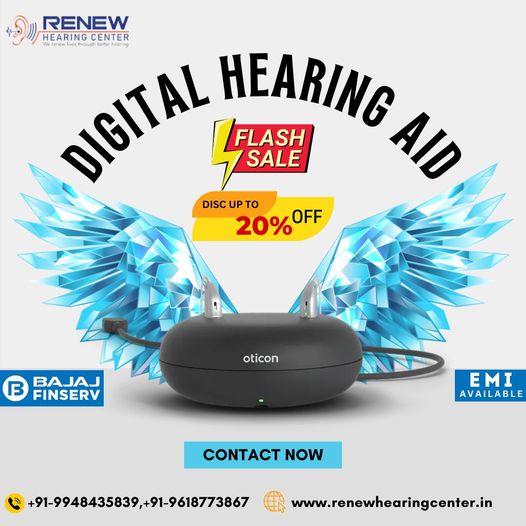 RENEW
HEARING CENTER
We renew lives through better hearing
DIGITAL HEARING AID
FLASH
SALE
DISC UP TO
20% OFF
oticon
BAJAJ
FINSERV
EMI
AVAILABLE
CONTACT NOW
+91-9948435839,+91-9618773867
www.renewhearingcenter.in